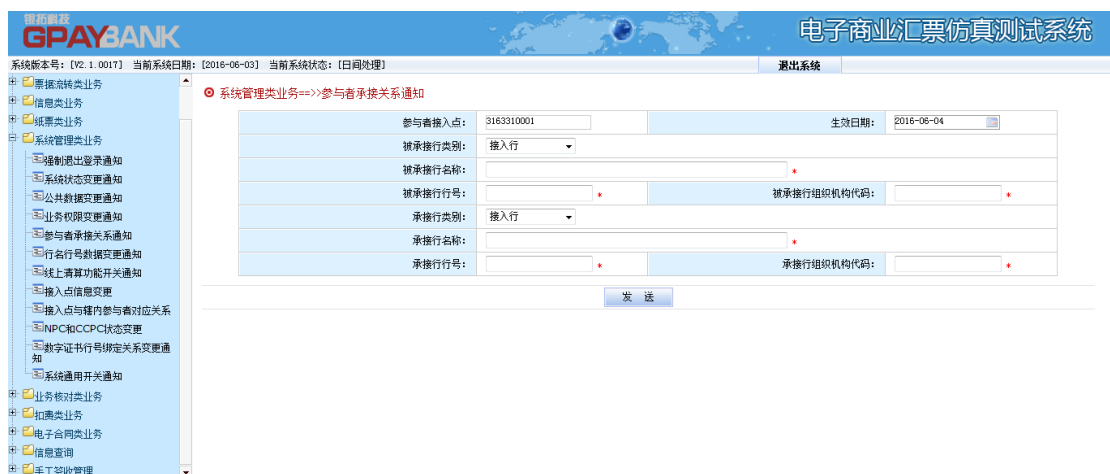 银拓科技
GPAYBANK
电子商业汇票仿真测试系统
系统版本号: [V2.1.0017] 当前系统日期: [2016-06-03] 当前系统状态: [日间处理]
退出系统
票据流转类业务
信息类业务
纸票类业务
系统管理类业务
强制退出登录通知
系统状态变更通知
公共数据变更通知
业务权限变更通知
参与者承接关系通知
行名行号数据变更通知
线上清算功能开关通知
接入点信息变更
接入点与辖内参与者对应关系
NPC和CCPC状态变更
数字证书行号绑定关系变更通
知
系统通用开关通知
业务核对类业务
扣费类业务
电子合同类业务
信息查询
手工签收管理
系统管理类业务==>>参与者承接关系通知
参与者接入点: 3163310001 生效日期: 2016-06-04
被承接行类别: 接入行
被承接行名称: *
被承接行行号: * 被承接行组织机构代码: *
承接行类别: 接入行
承接行名称: *
承接行行号: * 承接行组织机构代码: *
发 送